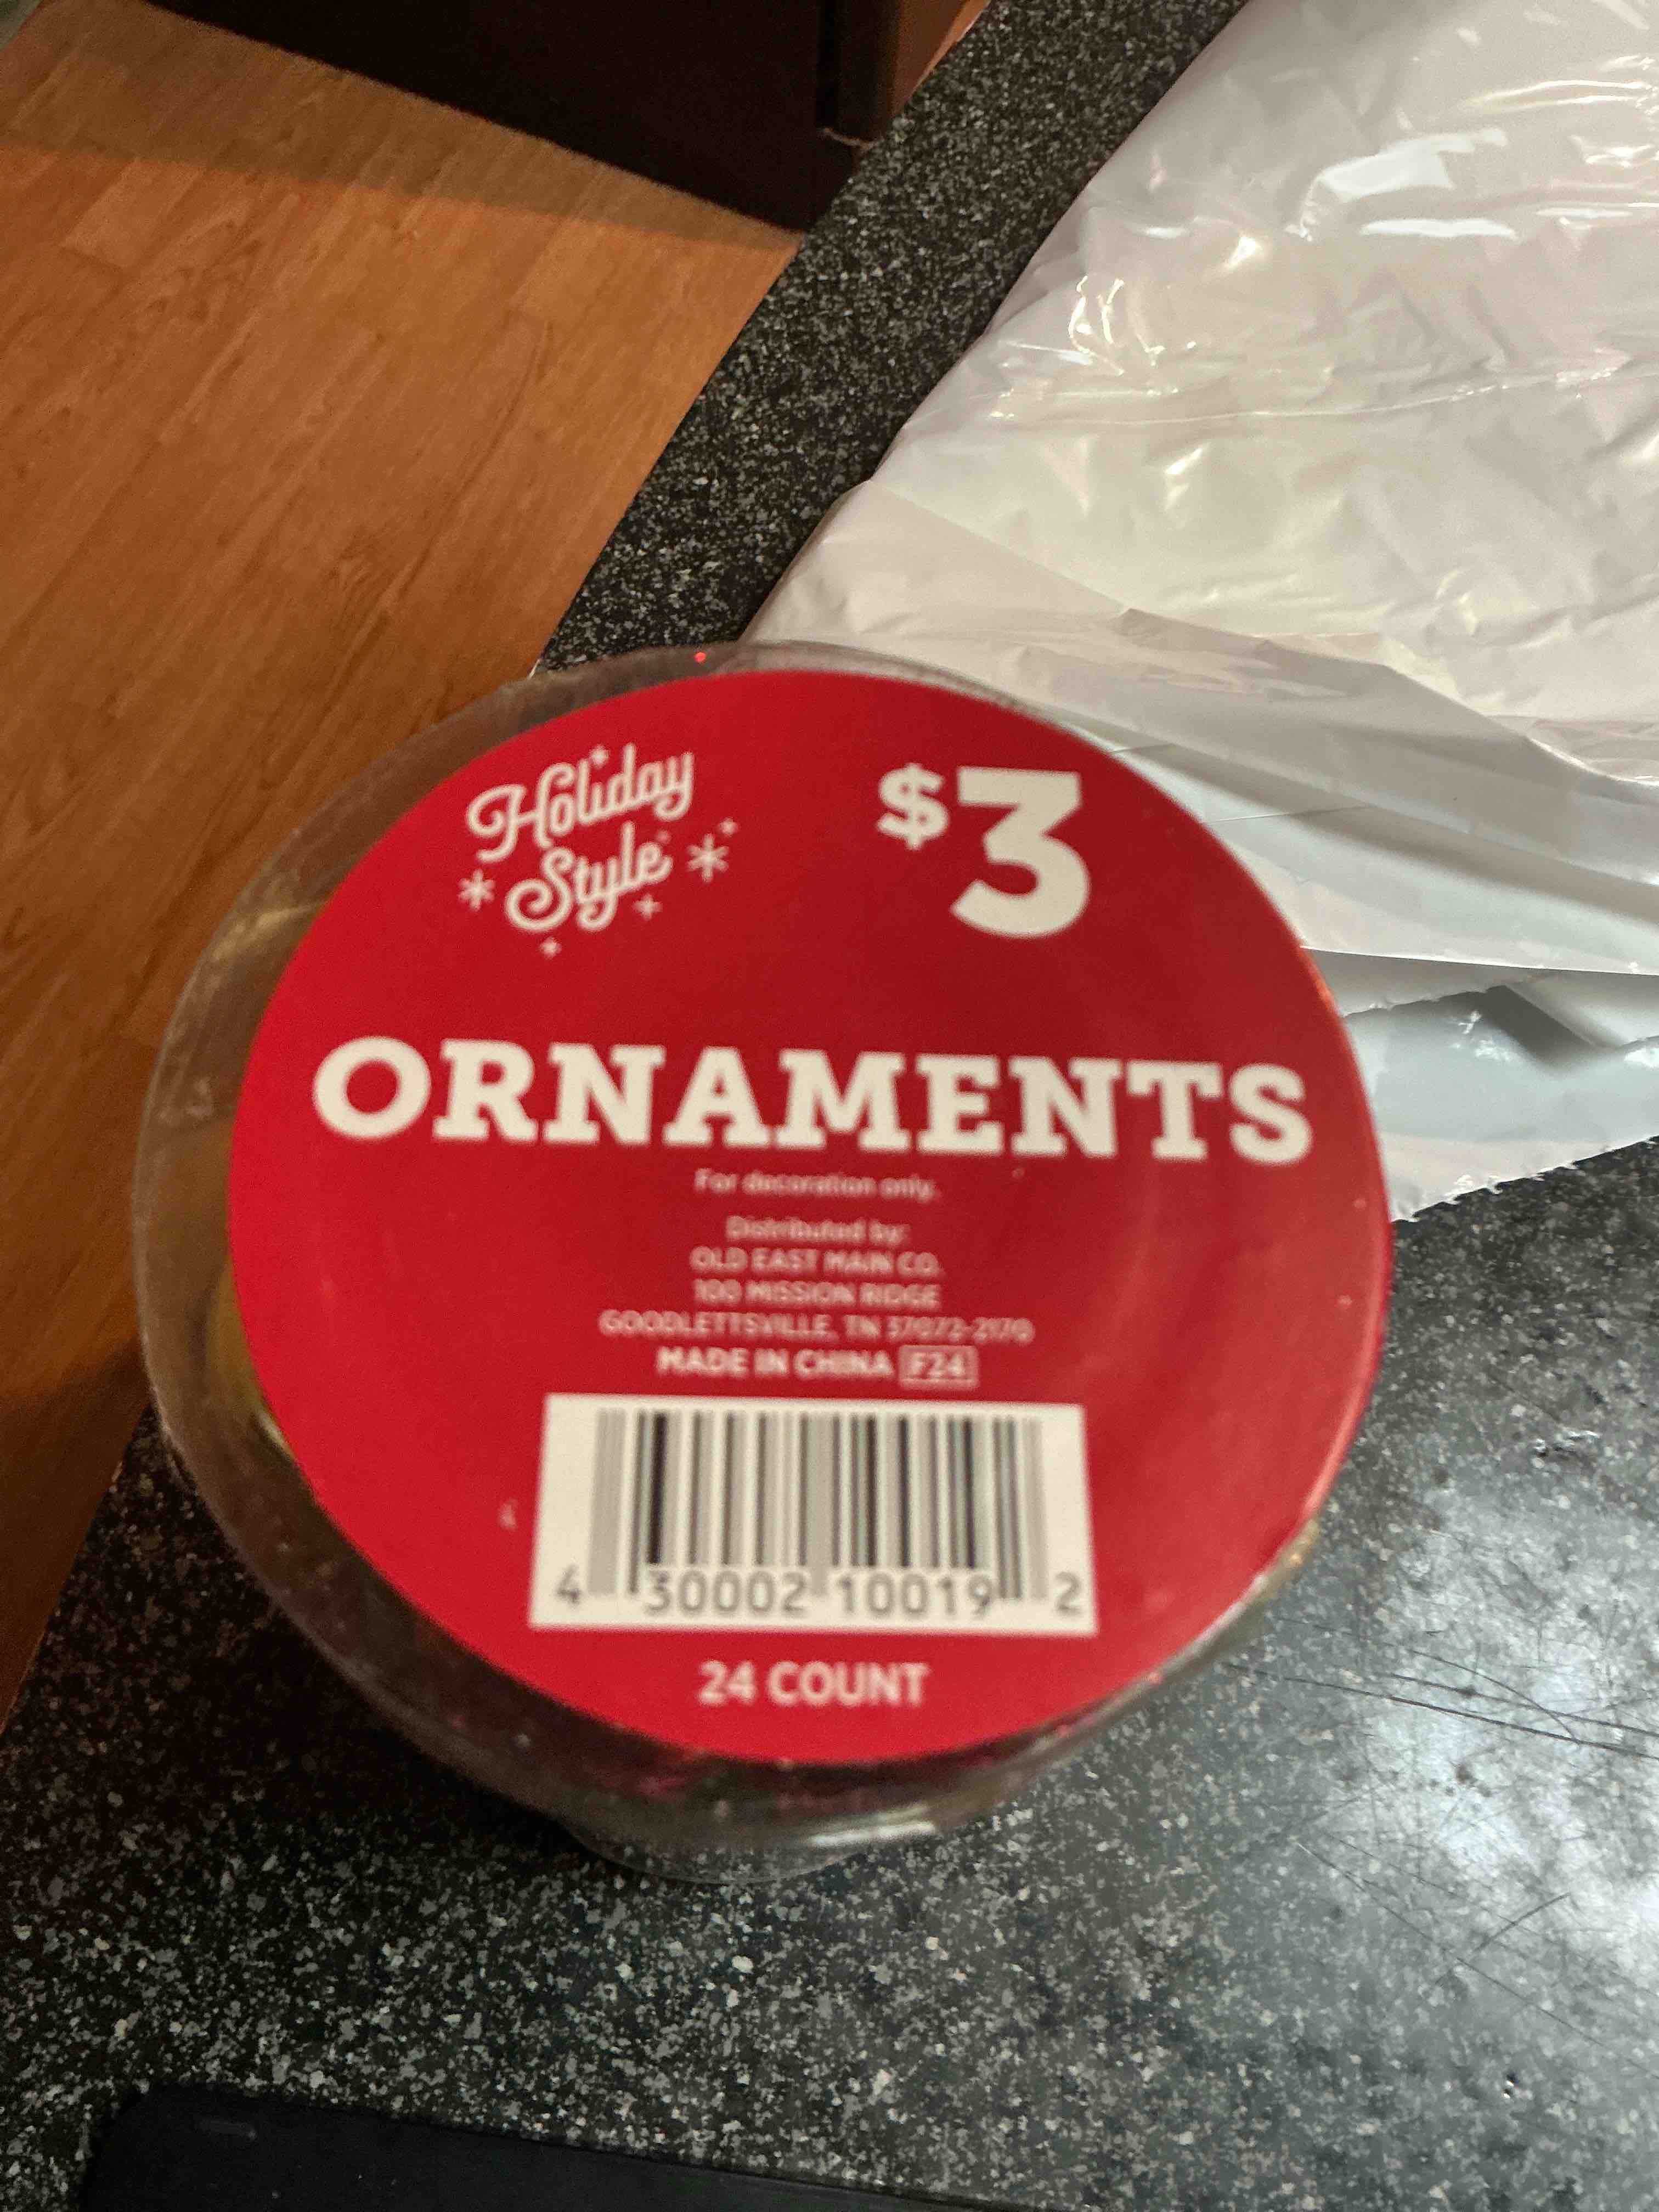 Holiday
Style
$3
ORNAMENTS
For decoration only.
Distributed by:
OLD EAST MAIN CO.
100 MISSION RIDGE
GOODLETTSVILLE, TN 37072-2170
MADE IN CHINA F24
4 30002 10019 2
24 COUNT